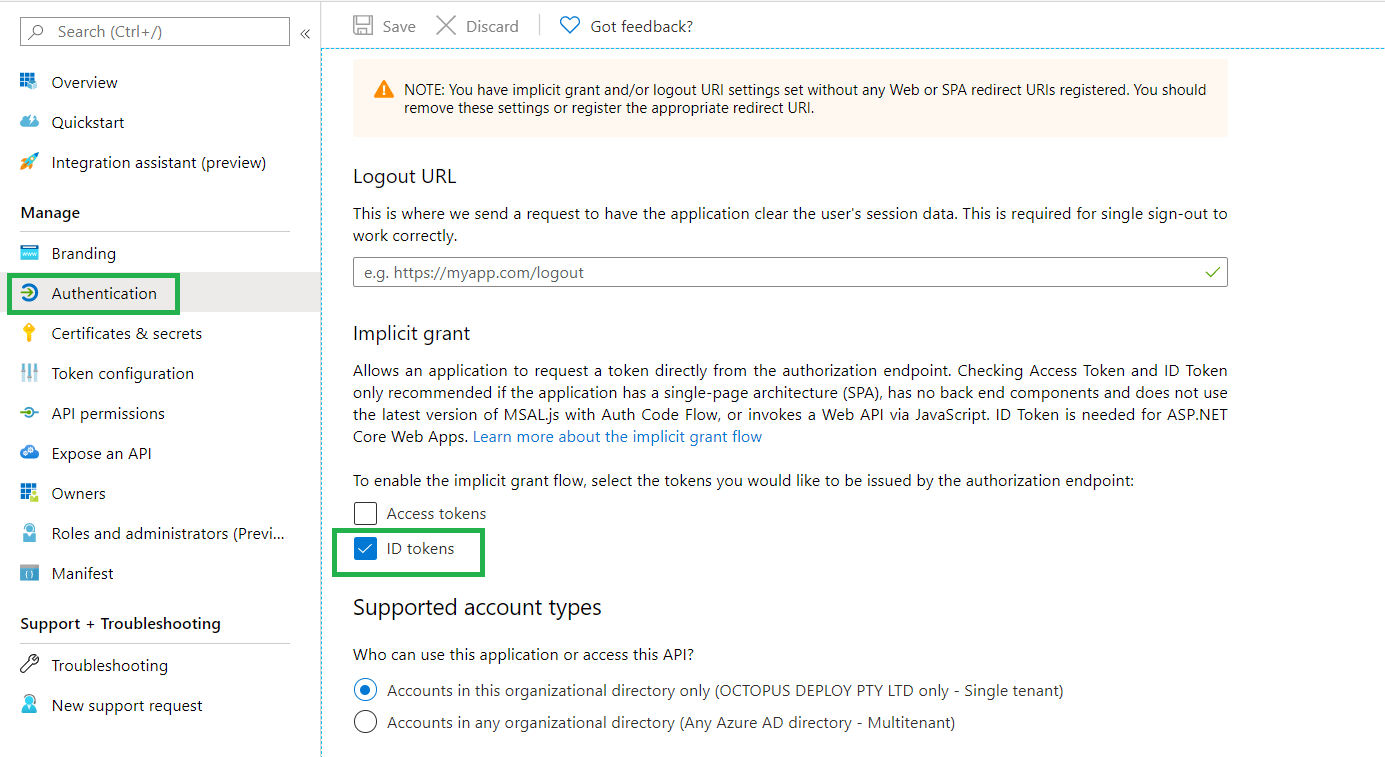 Search (Ctrl+/)
«
Overview
Quickstart
Integration assistant (preview)
Manage
Branding
Authentication
Certificates & secrets
Token configuration
API permissions
Expose an API
Owners
Roles and administrators (Previ...
Manifest
Support + Troubleshooting
Troubleshooting
New support request
Save
Discard
Got feedback?
NOTE: You have implicit grant and/or logout URI settings set without any Web or SPA redirect URIs registered. You should
remove these settings or register the appropriate redirect URI.
Logout URL
This is where we send a request to have the application clear the user's session data. This is required for single sign-out to
work correctly.
e.g. https://myapp.com/logout
Implicit grant
Allows an application to request a token directly from the authorization endpoint. Checking Access Token and ID Token
only recommended if the application has a single-page architecture (SPA), has no back end components and does not use
the latest version of MSAL.js with Auth Code Flow, or invokes a Web API via JavaScript. ID Token is needed for ASP.NET
Core Web Apps. Learn more about the implicit grant flow
To enable the implicit grant flow, select the tokens you would like to be issued by the authorization endpoint:
Access tokens
ID tokens
Supported account types
Who can use this application or access this API?
Accounts in this organizational directory only (OCTOPUS DEPLOY PTY LTD only - Single tenant)
Accounts in any organizational directory (Any Azure AD directory - Multitenant)